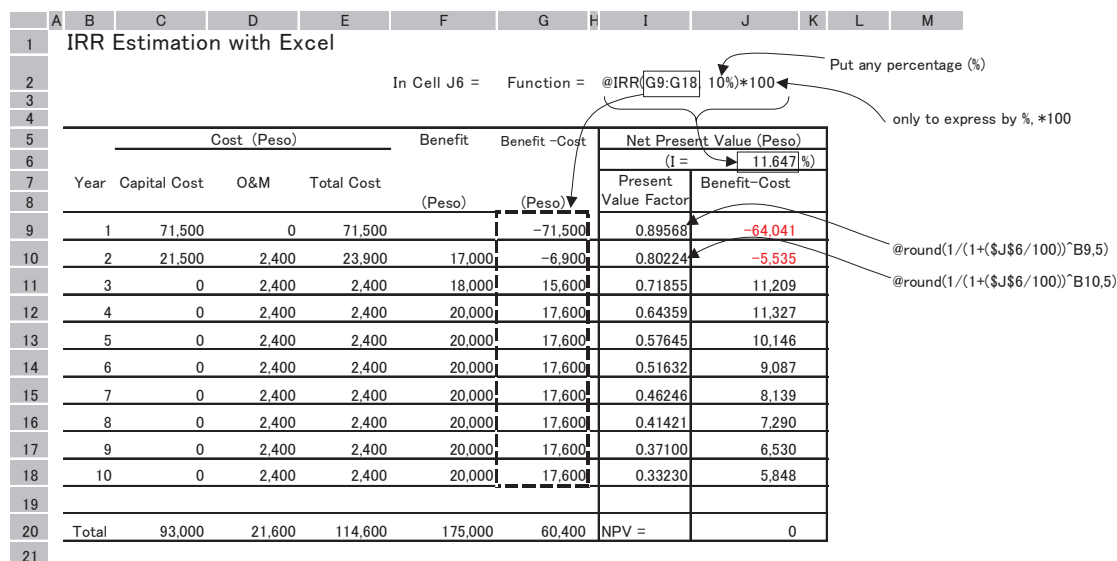 A B C D E F G H I J K L M
1 IRR Estimation with Excel
Put any percentage (%)
2 In Cell J6 = Function = @IRR(G9:G18, 10%)*100
3
4 only to express by %, *100
5 Cost (Peso) Benefit Benefit -Cost Net Present Value (Peso)
6 (I = 11.647 %)
7 Year Capital Cost O&M Total Cost Present Benefit-Cost
8 (Peso) (Peso) Value Factor
9 1 71,500 0 71,500 -71,500 0.89568 -64,041
@round(1/(1+($J$6/100))^B9,5)
10 2 21,500 2,400 23,900 17,000 -6,900 0.80224 -5,535
@round(1/(1+($J$6/100))^B10,5)
11 3 0 2,400 2,400 18,000 15,600 0.71855 11,209
12 4 0 2,400 2,400 20,000 17,600 0.64359 11,327
13 5 0 2,400 2,400 20,000 17,600 0.57645 10,146
14 6 0 2,400 2,400 20,000 17,600 0.51632 9,087
15 7 0 2,400 2,400 20,000 17,600 0.46246 8,139
16 8 0 2,400 2,400 20,000 17,600 0.41421 7,290
17 9 0 2,400 2,400 20,000 17,600 0.37100 6,530
18 10 0 2,400 2,400 20,000 17,600 0.33230 5,848
19
20 Total 93,000 21,600 114,600 175,000 60,400 NPV = 0
21